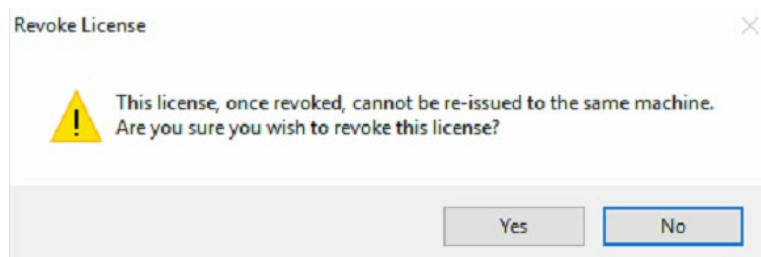 Revoke License
This license, once revoked, cannot be re-issued to the same machine.
Are you sure you wish to revoke this license?
Yes
No